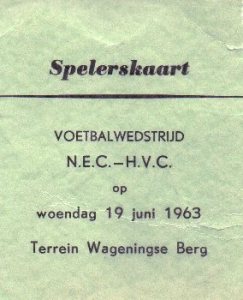 Spelerskaart
VOETBALWEDSTRIJD
N.E.C.—H.V.C.
op
woendag 19 juni 1963
Terrein Wageningse Berg